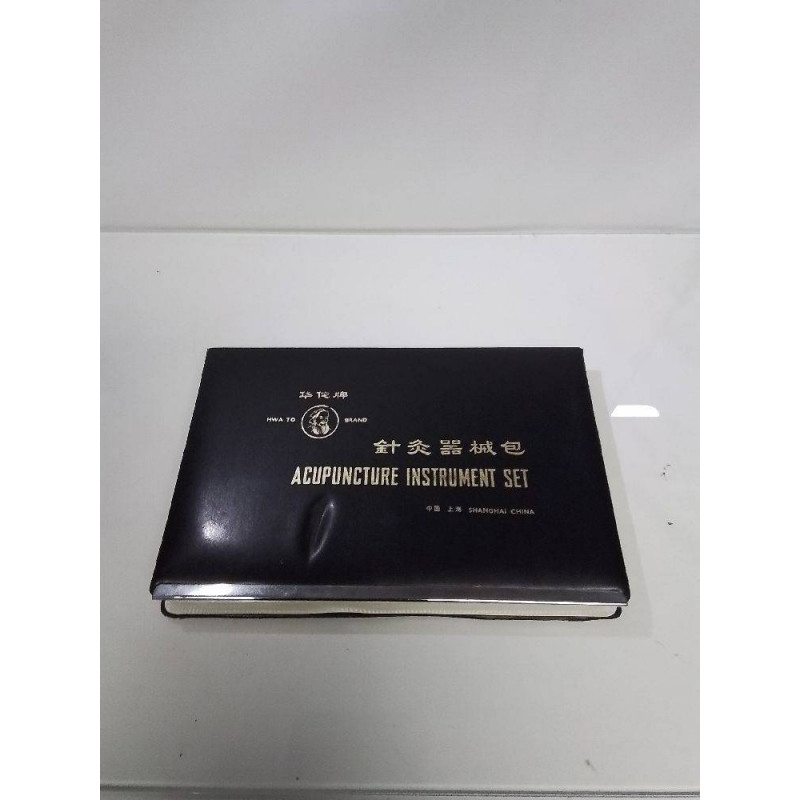 华佗牌
HWA TO BRAND
針灸器械包
ACUPUNCTURE INSTRUMENT SET
中国 上海 SHANGHAI CHINA